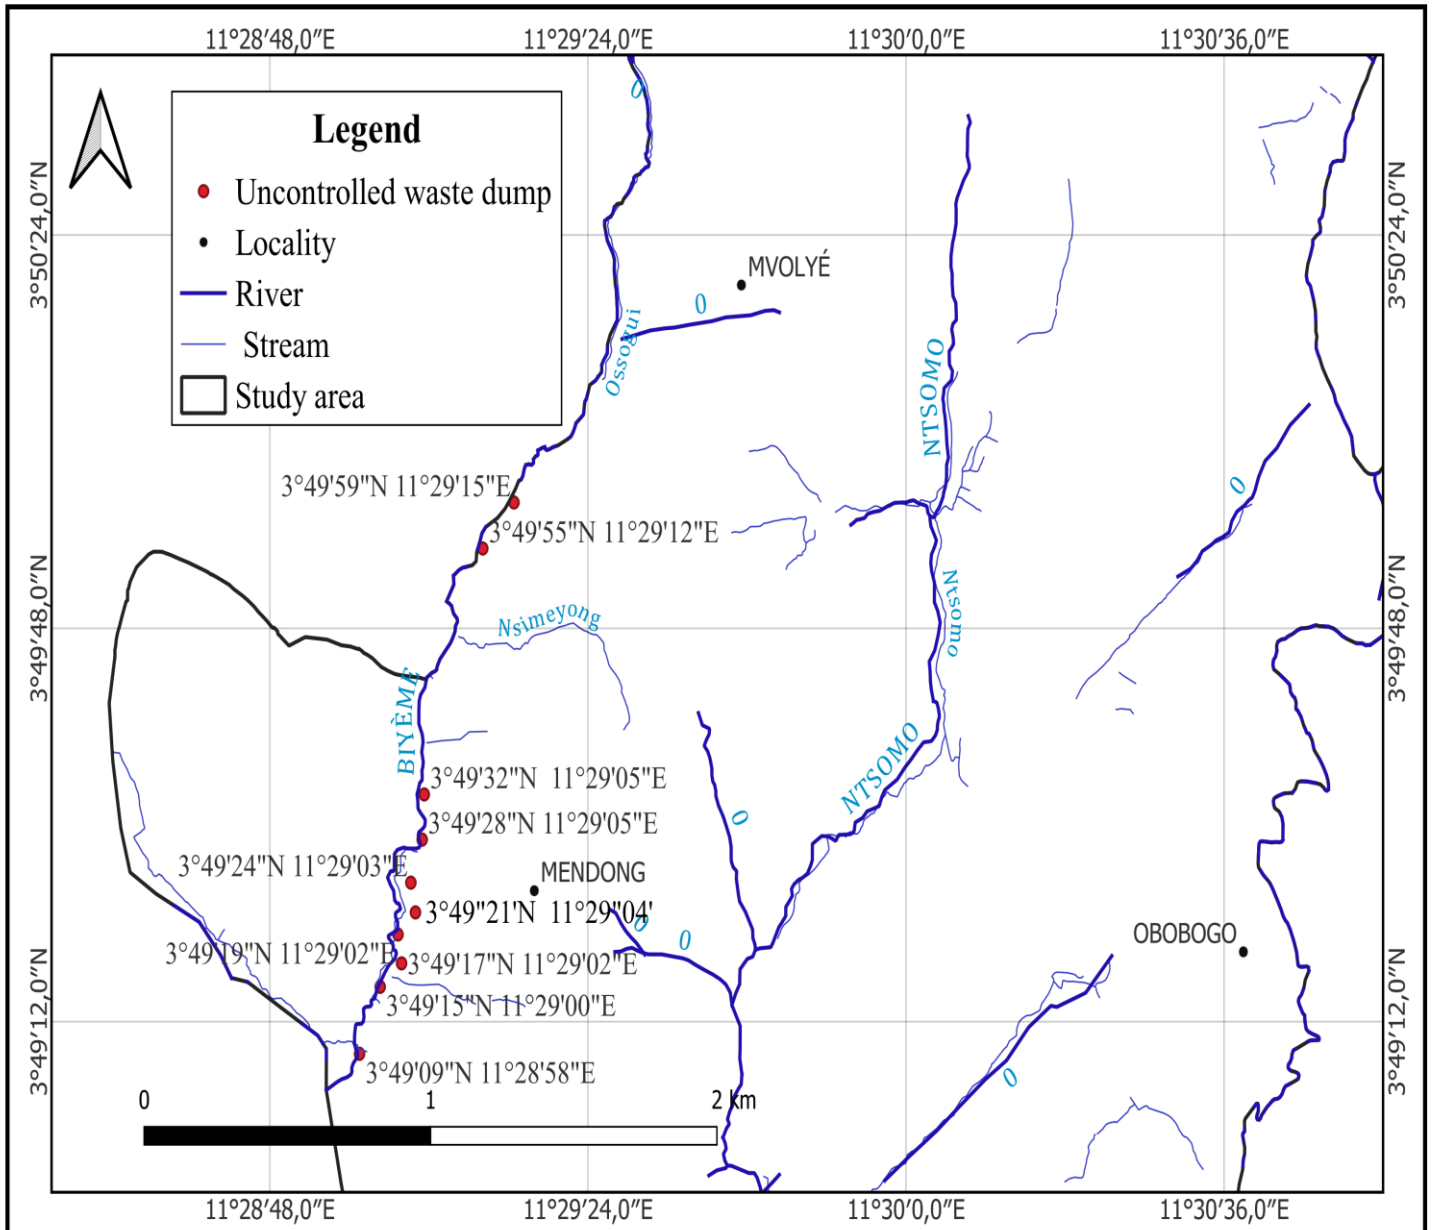 11°28'48,0"E
11°29'24,0"E
11°30'0,0"E
11°30'36,0"E
0
Legend
Uncontrolled waste dump
Locality
River
Stream
Study area
3°50'24,0"N
3°50'24,0"N
MVOLYÉ
0
Ossogui
NTSOMO
3°49'59"N 11°29'15"E
0
3°49'55"N 11°29'12"E
3°49'48,0"N
3°49'48,0"N
Nsimeyong
Ntsomo
BIYÈME
NTSOMO
3°49'32"N 11°29'05"E
3°49'28"N 11°29'05"E
0
3°49'24"N 11°29'03"E
MENDONG
3°49"21'N 11°29"04'
0
0
OBOBOGO
3°49'19"N 11°29'02"E
3°49'17"N 11°29'02"E
3°49'15"N 11°29'00"E
3°49'12,0"N
3°49'12,0"N
3°49'09"N 11°28'58"E
0
0
1
2 km
11°28'48,0"E
11°29'24,0"E
11°30'0,0"E
11°30'36,0"E